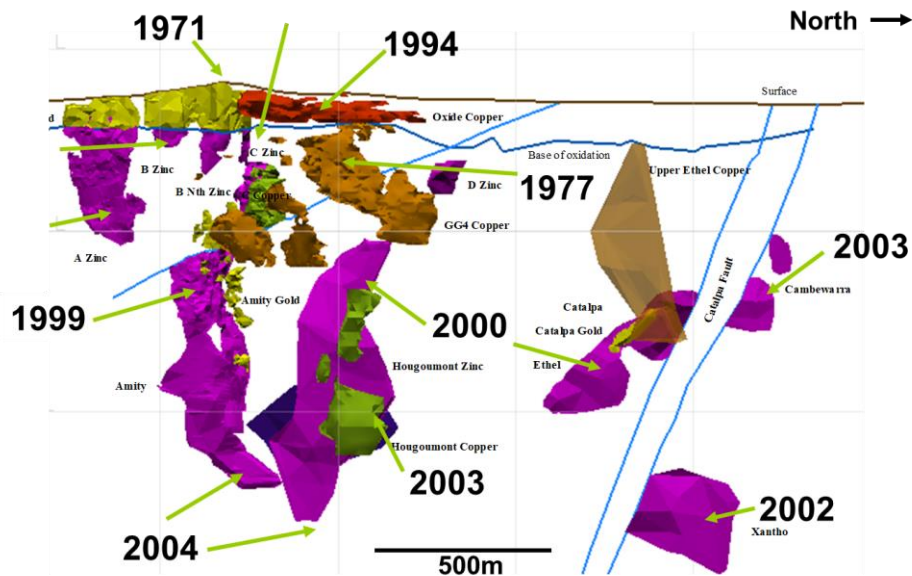 North
1971
1994
Surface
d
Oxide Copper
Base of oxidation
1977
B Zinc
C Zinc
B Nth Zinc
Copper
D Zinc
Upper Ethel Copper
GG4 Copper
A Zinc
2003
Cambewarra
Catalpa Fault
1999
Amity Gold
2000
Catalpa
Catalpa Gold
Ethel
Hougoumont Zinc
Amity
Hougoumont Copper
2003
2002
Xantho
2004
500m